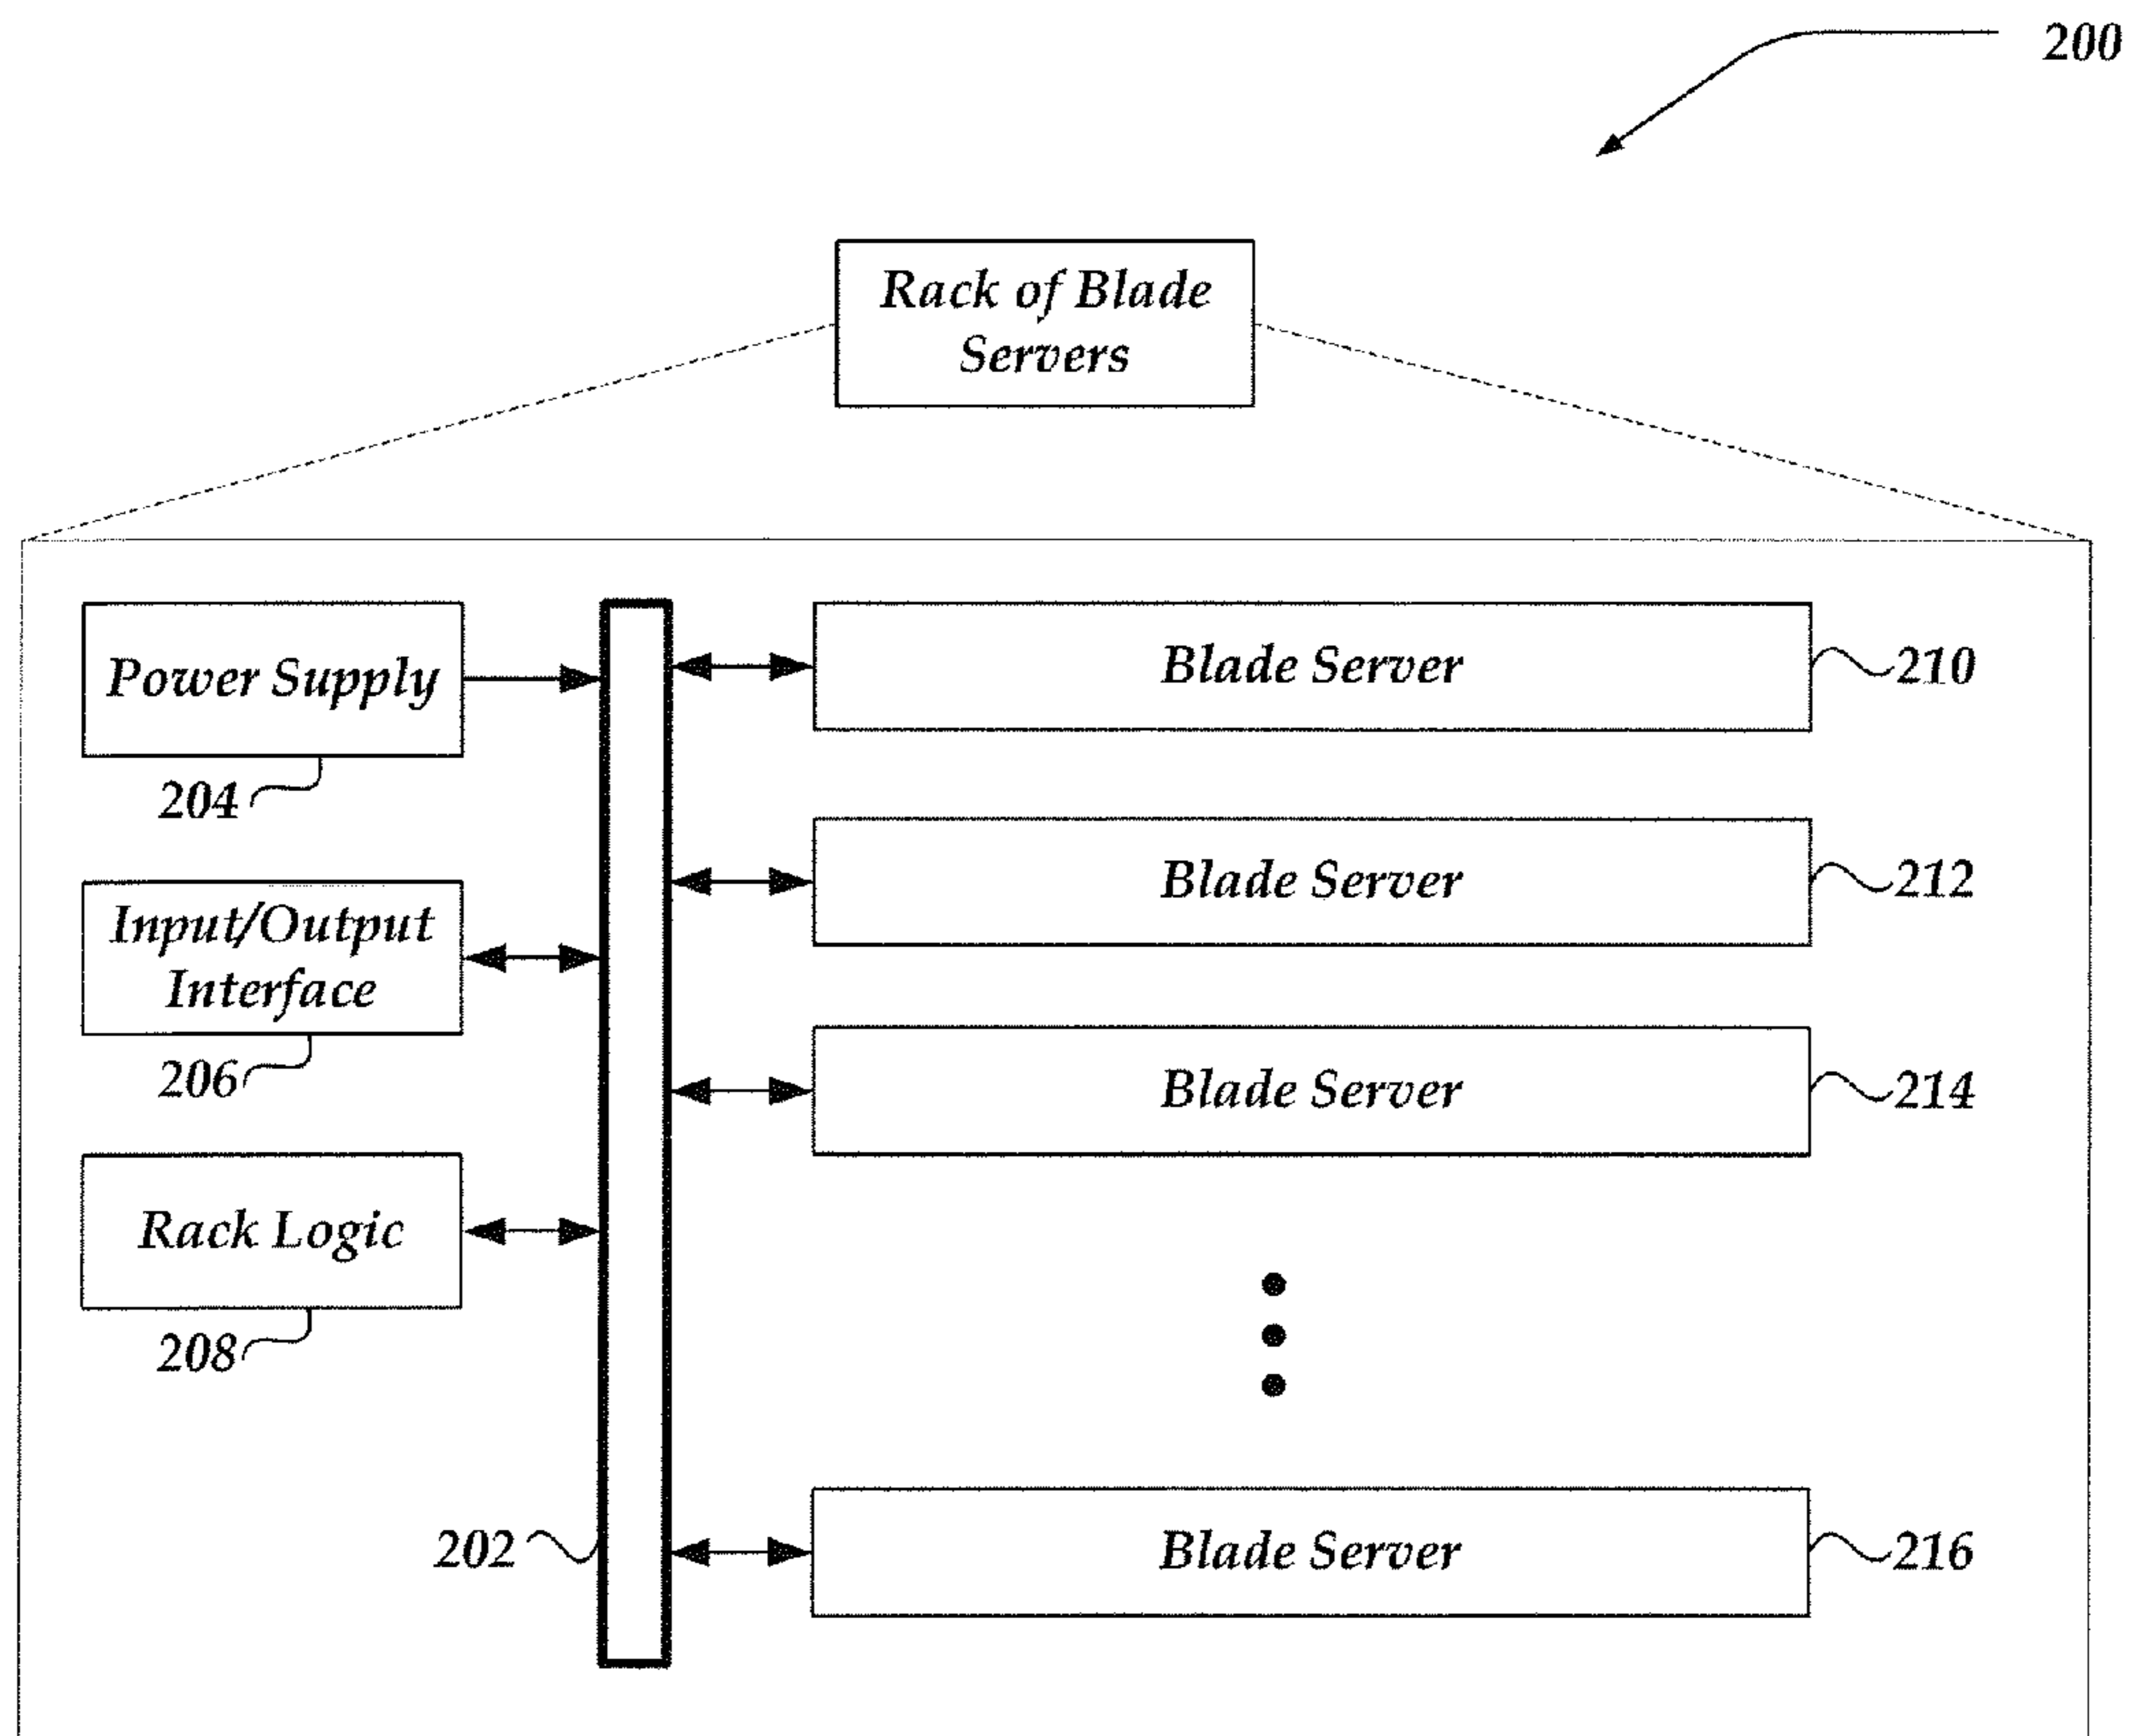 200
Rack of Blade
Servers
Power Supply
204
Input/Output
Interface
206
Rack Logic
208
202
Blade Server
210
Blade Server
212
Blade Server
214
Blade Server
216